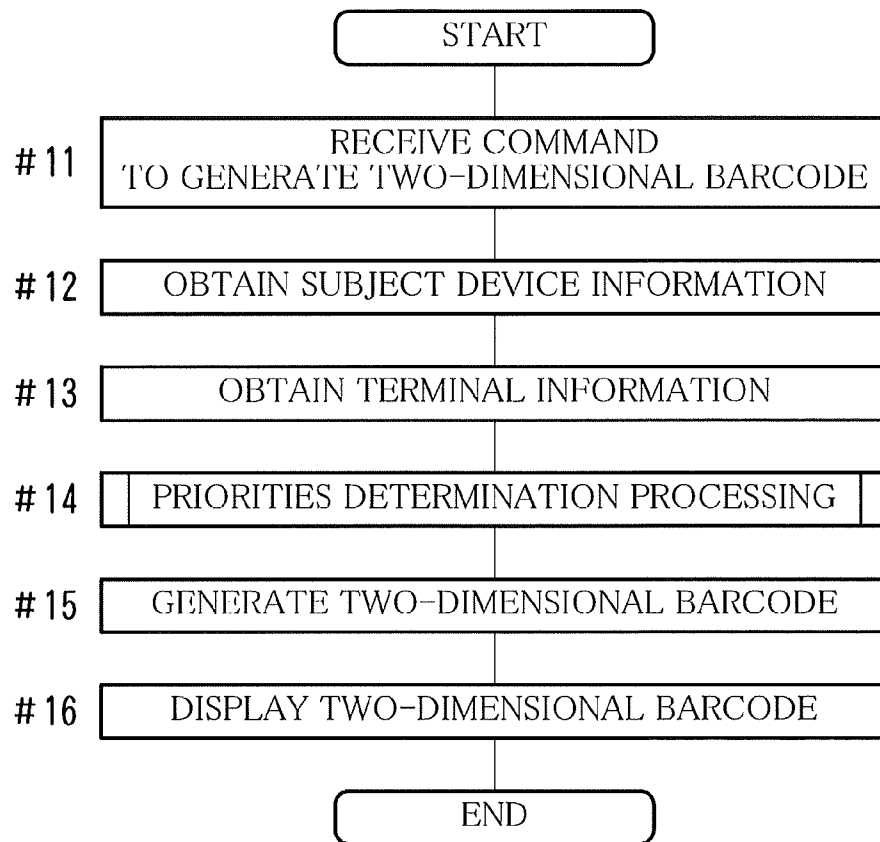 START
#11 RECEIVE COMMAND
TO GENERATE TWO-DIMENSIONAL BARCODE
#12 OBTAIN SUBJECT DEVICE INFORMATION
#13 OBTAIN TERMINAL INFORMATION
#14 PRIORITIES DETERMINATION PROCESSING
#15 GENERATE TWO-DIMENSIONAL BARCODE
#16 DISPLAY TWO-DIMENSIONAL BARCODE
END